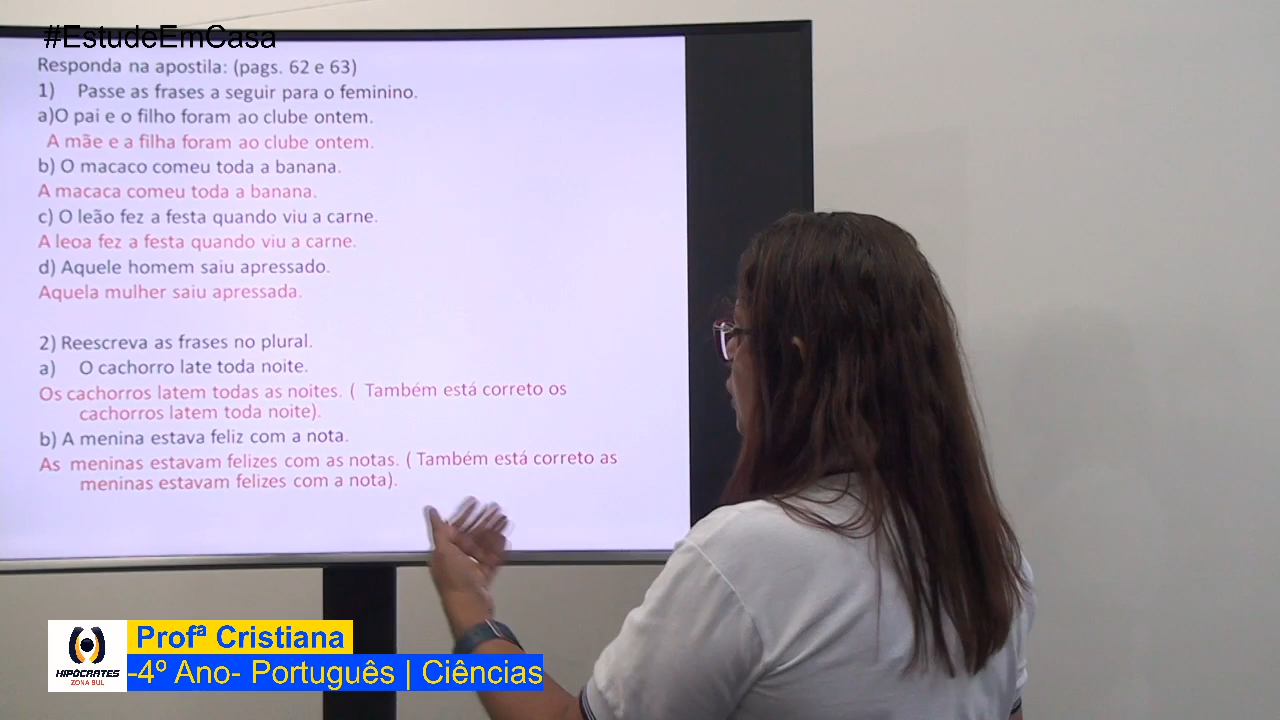 #EstudeEmCasa
Responda na apostila: (pags. 62 e 63)
1) Passe as frases a seguir para o feminino.
a)O pai e o filho foram ao clube ontem.
A mãe e a filha foram ao clube ontem.
b) O macaco comeu toda a banana.
A macaca comeu toda a banana.
c) O leão fez a festa quando viu a carne.
A leoa fez a festa quando viu a carne.
d) Aquele homem saiu apressado.
Aquela mulher saiu apressada.
2) Reescreva as frases no plural.
a) O cachorro late toda noite.
Os cachorros latem todas as noites. ( Também está correto os
cachorros latem toda noite).
b) A menina estava feliz com a nota.
As meninas estavam felizes com as notas. ( Também está correto as
meninas estavam felizes com a nota).
Profª Cristiana
-4º Ano- Português | Ciências
HIPÓCRATES
ZONA SUL